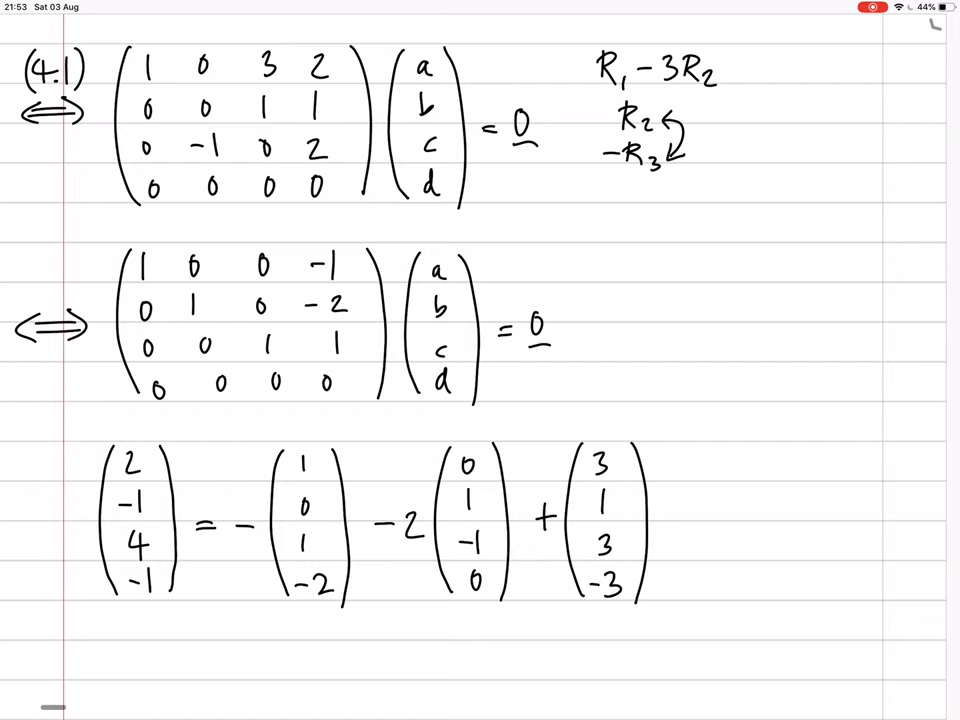 21:53 Sat 03 Aug 44%
(4.1) ⟺ ( 1 0 3 2 ) ( a ) R₁ - 3R₂
( 0 0 1 1 ) ( b ) = 0 R₂
( 0 -1 0 2 ) ( c ) -R₃
( 0 0 0 0 ) ( d )
( 1 0 0 -1 ) ( a )
⟺ ( 0 1 0 -2 ) ( b ) = 0
( 0 0 1 1 ) ( c )
( 0 0 0 0 ) ( d )
( 2 ) ( 1 ) ( 0 ) ( 3 )
( -1 ) = - ( 0 ) -2 ( 1 ) + ( 1 )
( 4 ) ( 1 ) ( -1 ) ( 3 )
( -1 ) ( -2 ) ( 0 ) ( -3 )